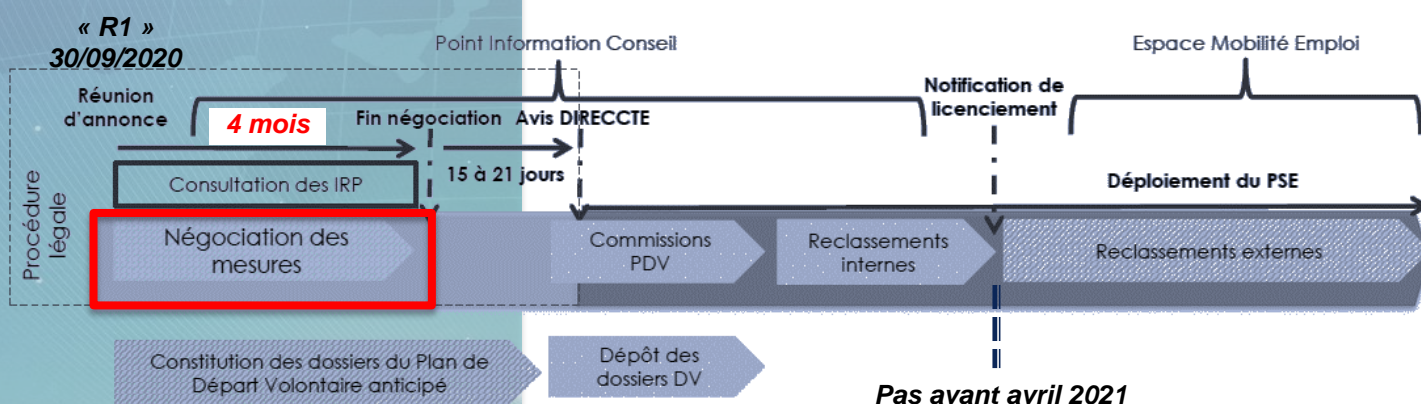 « R1 »
30/09/2020
Point Information Conseil
Espace Mobilité Emploi
Réunion
d'annonce
4 mois
Fin négociation
Avis DIRECCTE
Notification de
licenciement
15 à 21 jours
Consultation des IRP
Déploiement du PSE
Procédure
légale
Négociation des
mesures
Commissions
PDV
Reclassements
internes
Reclassements externes
Constitution des dossiers du Plan de
Départ Volontaire anticipé
Dépôt des
dossiers DV
Pas avant avril 2021